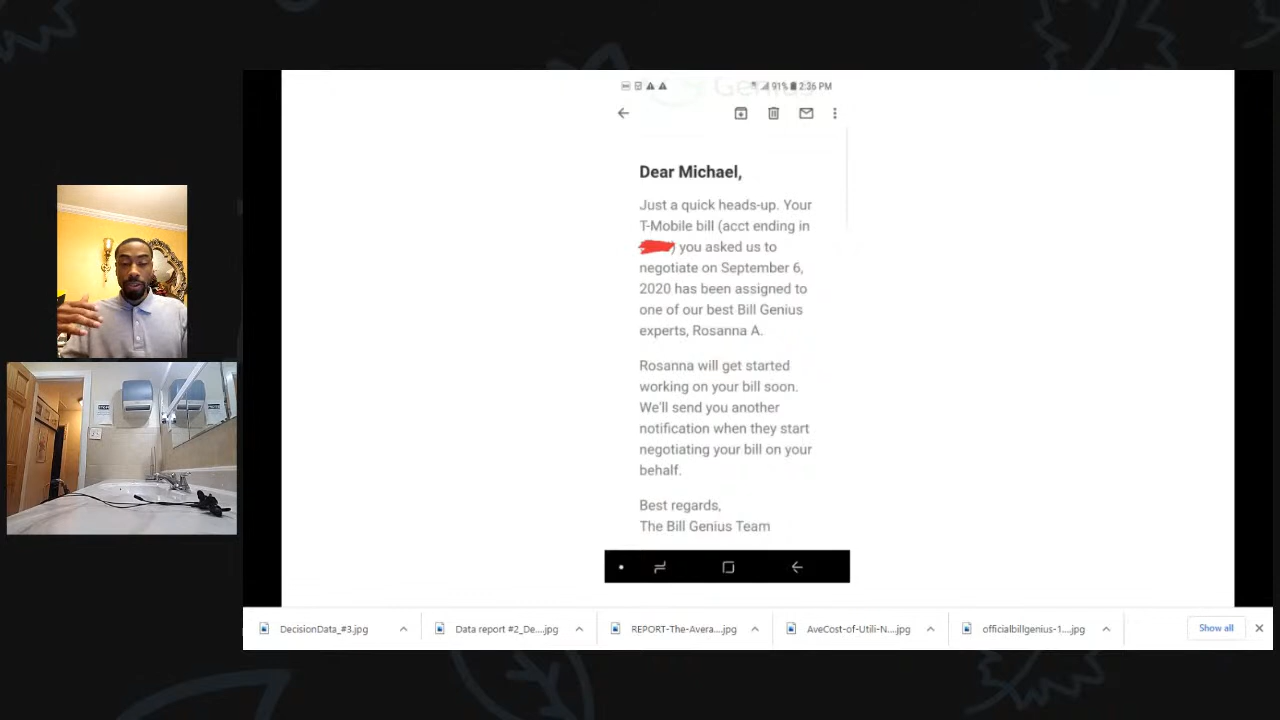 Genius
91% 2:36 PM
Dear Michael,
Just a quick heads-up. Your
T-Mobile bill (acct ending in
) you asked us to
negotiate on September 6,
2020 has been assigned to
one of our best Bill Genius
experts, Rosanna A.
Rosanna will get started
working on your bill soon.
We'll send you another
notification when they start
negotiating your bill on your
behalf.
Best regards,
The Bill Genius Team
DecisionData_#3.jpg
Data report #2_De....jpg
REPORT-The-Avera....jpg
AveCost-of-Utili-N....jpg
officialbillgenius-1....jpg
Show all